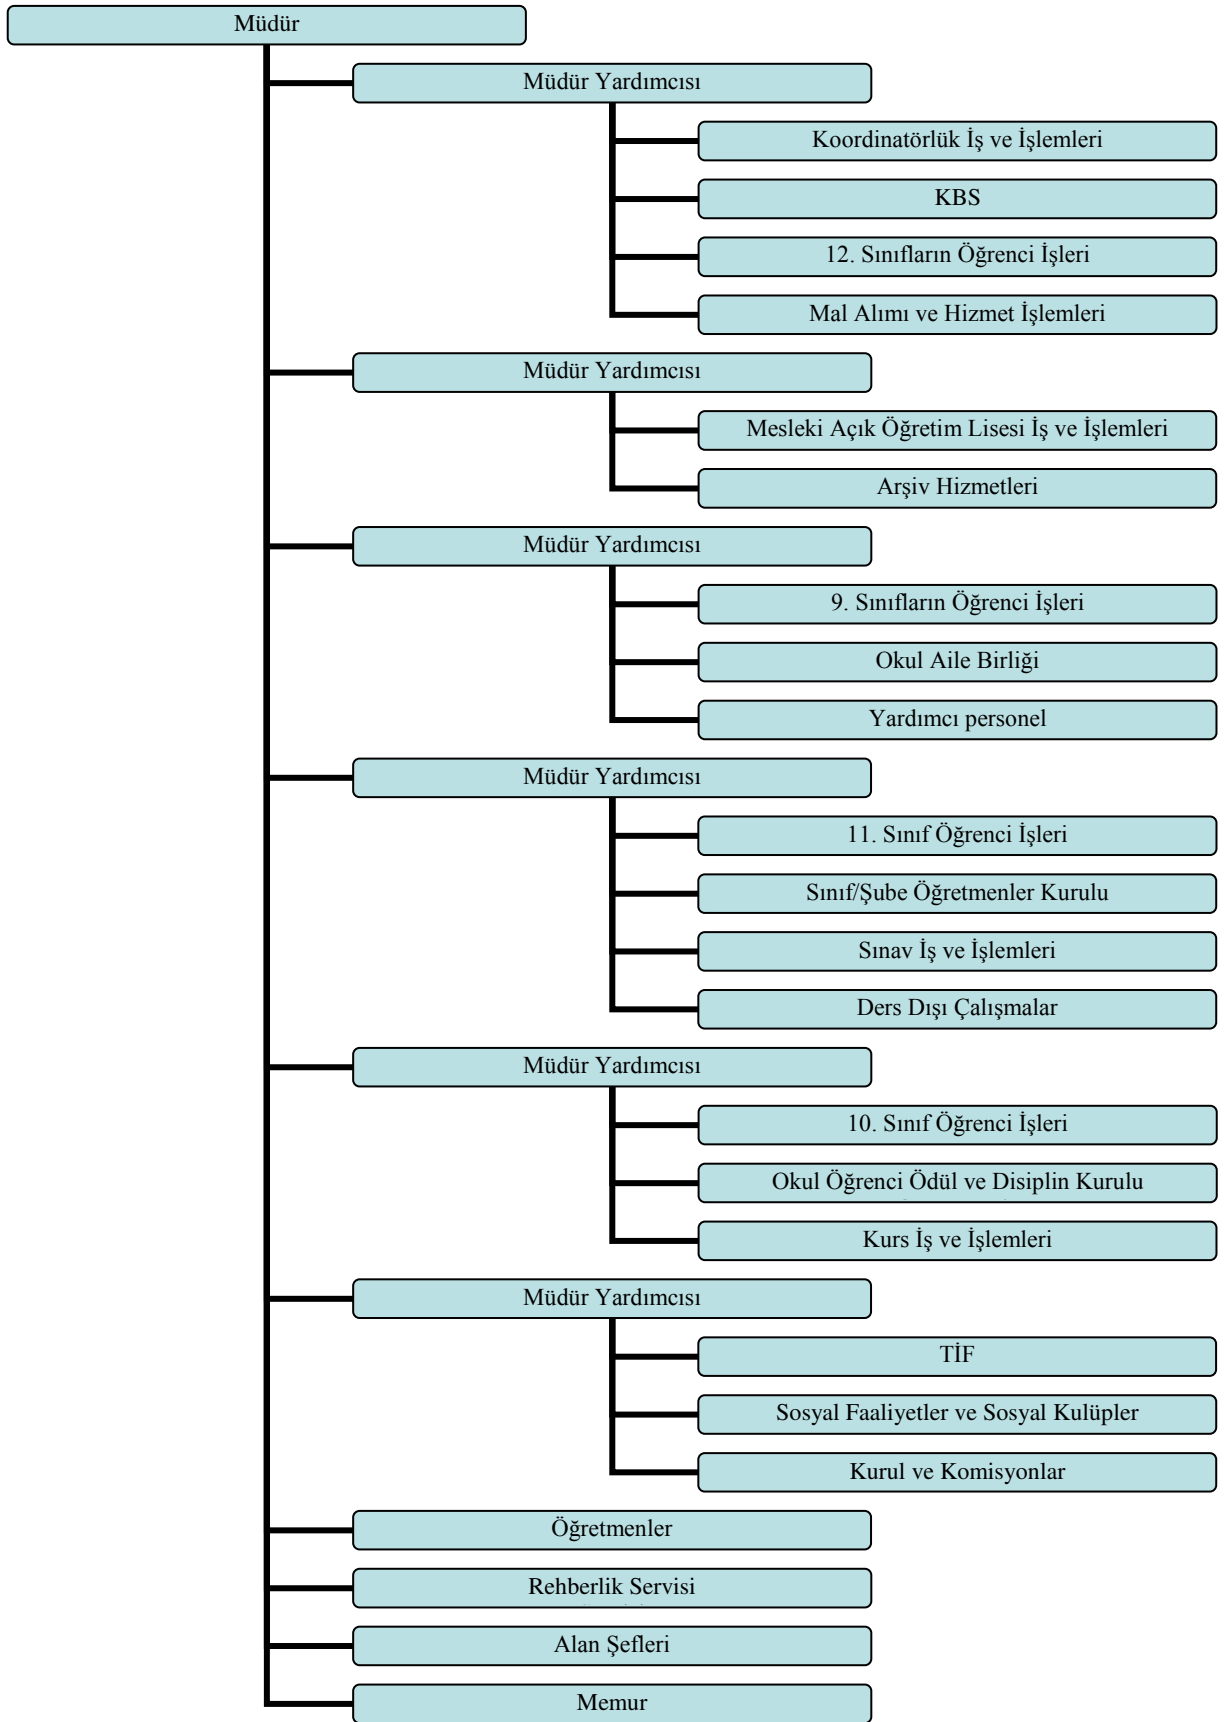 Müdür
Müdür Yardımcısı
Koordinatörlük İş ve İşlemleri
KBS
12. Sınıfların Öğrenci İşleri
Mal Alımı ve Hizmet İşlemleri
Müdür Yardımcısı
Mesleki Açık Öğretim Lisesi İş ve İşlemleri
Arşiv Hizmetleri
Müdür Yardımcısı
9. Sınıfların Öğrenci İşleri
Okul Aile Birliği
Yardımcı personel
Müdür Yardımcısı
11. Sınıf Öğrenci İşleri
Sınıf/Şube Öğretmenler Kurulu
Sınav İş ve İşlemleri
Ders Dışı Çalışmalar
Müdür Yardımcısı
10. Sınıf Öğrenci İşleri
Okul Öğrenci Ödül ve Disiplin Kurulu
Kurs İş ve İşlemleri
Müdür Yardımcısı
TİF
Sosyal Faaliyetler ve Sosyal Kulüpler
Kurul ve Komisyonlar
Öğretmenler
Rehberlik Servisi
Alan Şefleri
Memur